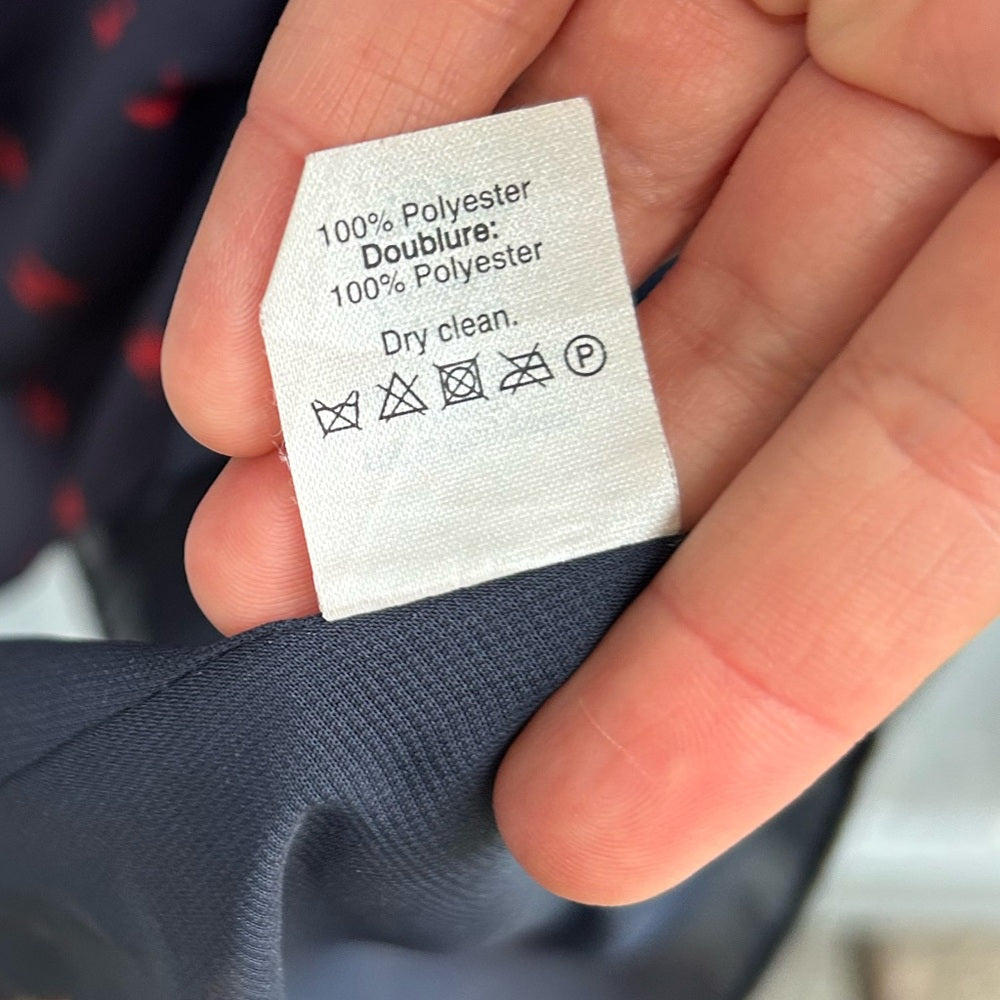 100% Polyester
Doublure:
100% Polyester
Dry clean.
P